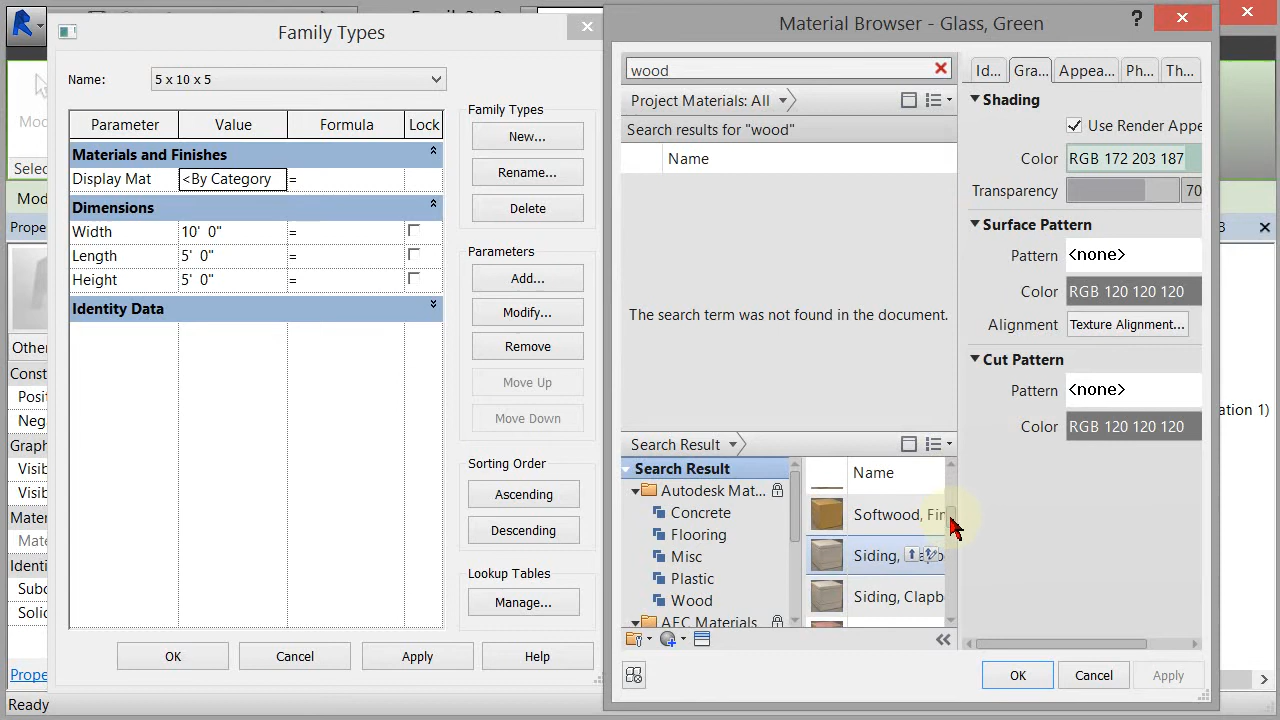 Family Types
Name:
5 x 10 x 5
Parameter Value Formula Lock
Materials and Finishes
Display Mat <By Category =
Dimensions
Width 10' 0" =
Length 5' 0" =
Height 5' 0" =
Identity Data
Family Types
New...
Rename...
Delete
Parameters
Add...
Modify...
Remove
Move Up
Move Down
Sorting Order
Ascending
Descending
Lookup Tables
Manage...
OK Cancel Apply Help
Material Browser - Glass, Green
?
wood
Project Materials: All
Search results for "wood"
Name
The search term was not found in the document.
Search Result
Search Result
Autodesk Mat...
Concrete
Flooring
Misc
Plastic
Wood
AEC Materials
Name
Softwood, Fin
Siding,
Siding, Clapb
Id... Gra... Appea... Ph... Th...
Shading
Use Render Appe
Color RGB 172 203 187
Transparency 70
Surface Pattern
Pattern <none>
Color RGB 120 120 120
Alignment Texture Alignment...
Cut Pattern
Pattern <none>
Color RGB 120 120 120
OK Cancel Apply
Mod
Selec
Mod
Prope
Other
Const
Posit
Neg
Graph
Visib
Visib
Mater
Mate
Identi
Subc
Solid
Prope
Ready
ation 1)